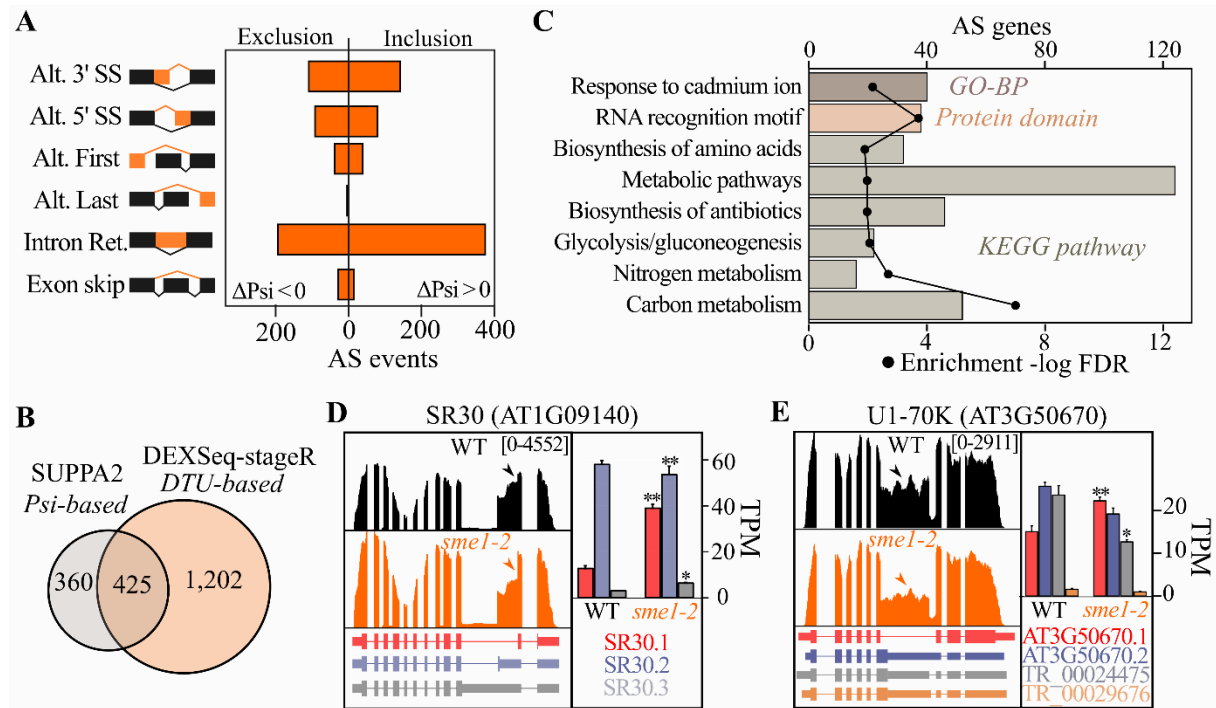 A
Exclusion
Inclusion
Alt. 3' SS
Alt. 5' SS
Alt. First
Alt. Last
Intron Ret.
Exon skip
ΔPsi<0
ΔPsi>0
200
0
200
400
AS events
B
SUPPA2
Psi-based
DEXSeq-stageR
DTU-based
360
425
1,202
C
AS genes
0
40
80
120
Response to cadmium ion
RNA recognition motif
Biosynthesis of amino acids
Metabolic pathways
Biosynthesis of antibiotics
Glycolysis/gluconeogenesis
Nitrogen metabolism
Carbon metabolism
GO-BP
Protein domain
KEGG pathway
0
4
8
12
Enrichment -log FDR
D
SR30 (AT1G09140)
WT
[0-4552]
sme1-2
**
**
*
60
40
20
0
TPM
WT
sme1-2
SR30.1
SR30.2
SR30.3
E
U1-70K (AT3G50670)
WT
[0-2911]
sme1-2
**
*
20
10
0
TPM
WT
sme1-2
AT3G50670.1
AT3G50670.2
TR_00024475
TR_00029676